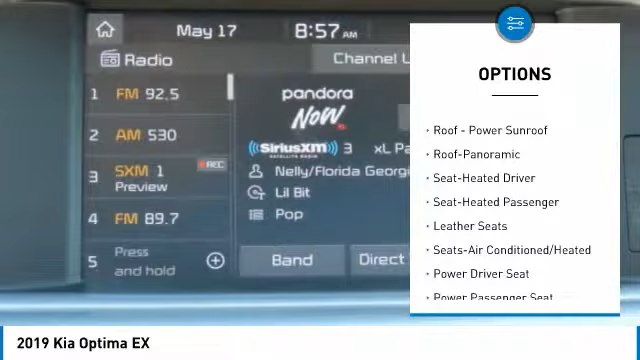 May 17
8:57 AM
Radio
Channel L
1 FM 92.5
2 AM 530
3 SXM 1
REC
Preview
4 FM 89.7
5 Press
and hold
pandora
NOW
SiriusXM
SATELLITE RADIO
3 xL Pa
Nelly/Florida Georgi
Lil Bit
Pop
Band
Direct
OPTIONS
• Roof - Power Sunroof
• Roof-Panoramic
• Seat-Heated Driver
• Seat-Heated Passenger
• Leather Seats
• Seats-Air Conditioned/Heated
• Power Driver Seat
• Power Passenger Seat
2019 Kia Optima EX